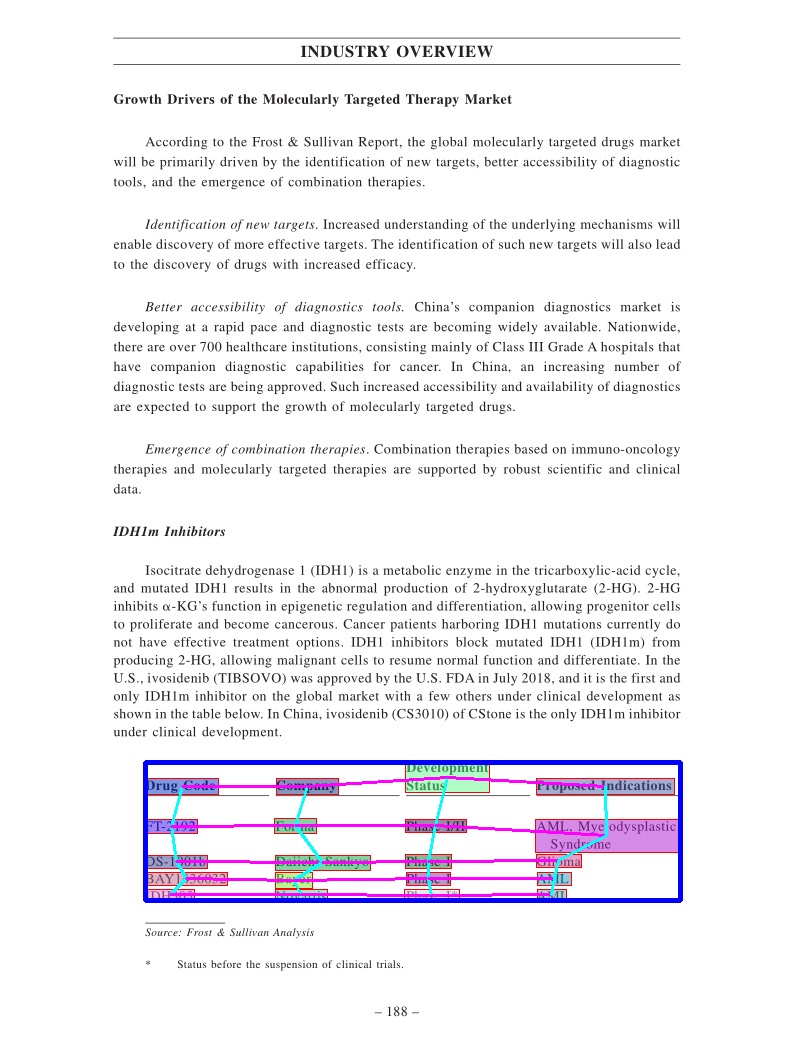 INDUSTRY OVERVIEW
Growth Drivers of the Molecularly Targeted Therapy Market
According to the Frost & Sullivan Report, the global molecularly targeted drugs market
will be primarily driven by the identification of new targets, better accessibility of diagnostic
tools, and the emergence of combination therapies.
Identification of new targets. Increased understanding of the underlying mechanisms will
enable discovery of more effective targets. The identification of such new targets will also lead
to the discovery of drugs with increased efficacy.
Better accessibility of diagnostics tools. China's companion diagnostics market is
developing at a rapid pace and diagnostic tests are becoming widely available. Nationwide,
there are over 700 healthcare institutions, consisting mainly of Class III Grade A hospitals that
have companion diagnostic capabilities for cancer. In China, an increasing number of
diagnostic tests are being approved. Such increased accessibility and availability of diagnostics
are expected to support the growth of molecularly targeted drugs.
Emergence of combination therapies. Combination therapies based on immuno-oncology
therapies and molecularly targeted therapies are supported by robust scientific and clinical
data.
IDH1m Inhibitors
Isocitrate dehydrogenase 1 (IDH1) is a metabolic enzyme in the tricarboxylic-acid cycle,
and mutated IDH1 results in the abnormal production of 2-hydroxyglutarate (2-HG). 2-HG
inhibits α-KG's function in epigenetic regulation and differentiation, allowing progenitor cells
to proliferate and become cancerous. Cancer patients harboring IDH1 mutations currently do
not have effective treatment options. IDH1 inhibitors block mutated IDH1 (IDH1m) from
producing 2-HG, allowing malignant cells to resume normal function and differentiate. In the
U.S., ivosidenib (TIBSOVO) was approved by the U.S. FDA in July 2018, and it is the first and
only IDH1m inhibitor on the global market with a few others under clinical development as
shown in the table below. In China, ivosidenib (CS3010) of CStone is the only IDH1m inhibitor
under clinical development.
Development
Drug Code Company Status Proposed Indications
FT-2102 Forma Phase I/II AML, Myelodysplastic
Syndrome
DS-1001b Daiichi Sankyo Phase I Glioma
BAY1436032 Bayer Phase I AML
Novartis AML
Source: Frost & Sullivan Analysis
* Status before the suspension of clinical trials.
– 188 –